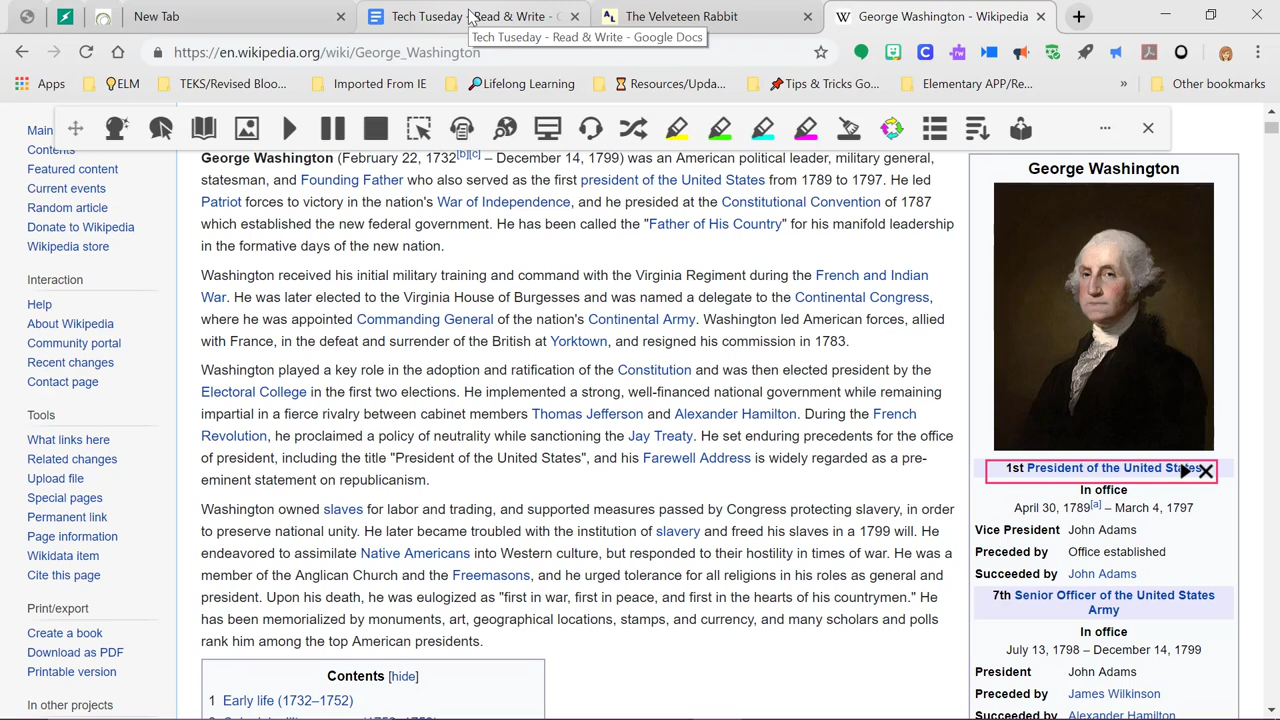 New Tab
Tech Tuseday - Read & Write -
The Velveteen Rabbit
George Washington - Wikipedia
Tech Tuseday - Read & Write - Google Docs
https://en.wikipedia.org/wiki/George_Washington
Apps
ELM
TEKS/Revised Bloo...
Imported From IE
Lifelong Learning
Resources/Upda...
Tips & Tricks Go...
Elementary APP/Re...
»
Other bookmarks
Main
Contents
Featured content
Current events
Random article
Donate to Wikipedia
Wikipedia store
Interaction
Help
About Wikipedia
Community portal
Recent changes
Contact page
Tools
What links here
Related changes
Upload file
Special pages
Permanent link
Page information
Wikidata item
Cite this page
Print/export
Create a book
Download as PDF
Printable version
In other projects
George Washington (February 22, 1732[b][c] – December 14, 1799) was an American political leader, military general,
statesman, and Founding Father who also served as the first president of the United States from 1789 to 1797. He led
Patriot forces to victory in the nation's War of Independence, and he presided at the Constitutional Convention of 1787
which established the new federal government. He has been called the "Father of His Country" for his manifold leadership
in the formative days of the new nation.
Washington received his initial military training and command with the Virginia Regiment during the French and Indian
War. He was later elected to the Virginia House of Burgesses and was named a delegate to the Continental Congress,
where he was appointed Commanding General of the nation's Continental Army. Washington led American forces, allied
with France, in the defeat and surrender of the British at Yorktown, and resigned his commission in 1783.
Washington played a key role in the adoption and ratification of the Constitution and was then elected president by the
Electoral College in the first two elections. He implemented a strong, well-financed national government while remaining
impartial in a fierce rivalry between cabinet members Thomas Jefferson and Alexander Hamilton. During the French
Revolution, he proclaimed a policy of neutrality while sanctioning the Jay Treaty. He set enduring precedents for the office
of president, including the title "President of the United States", and his Farewell Address is widely regarded as a pre-
eminent statement on republicanism.
Washington owned slaves for labor and trading, and supported measures passed by Congress protecting slavery, in order
to preserve national unity. He later became troubled with the institution of slavery and freed his slaves in a 1799 will. He
endeavored to assimilate Native Americans into Western culture, but responded to their hostility in times of war. He was a
member of the Anglican Church and the Freemasons, and he urged tolerance for all religions in his roles as general and
president. Upon his death, he was eulogized as "first in war, first in peace, and first in the hearts of his countrymen." He
has been memorialized by monuments, art, geographical locations, stamps, and currency, and many scholars and polls
rank him among the top American presidents.
Contents [hide]
1 Early life (1732–1752)
George Washington
1st President of the United States
In office
April 30, 1789[a] – March 4, 1797
Vice President John Adams
Preceded by Office established
Succeeded by John Adams
7th Senior Officer of the United States
Army
In office
July 13, 1798 – December 14, 1799
President John Adams
Preceded by James Wilkinson
Succeeded by Alexander Hamilton